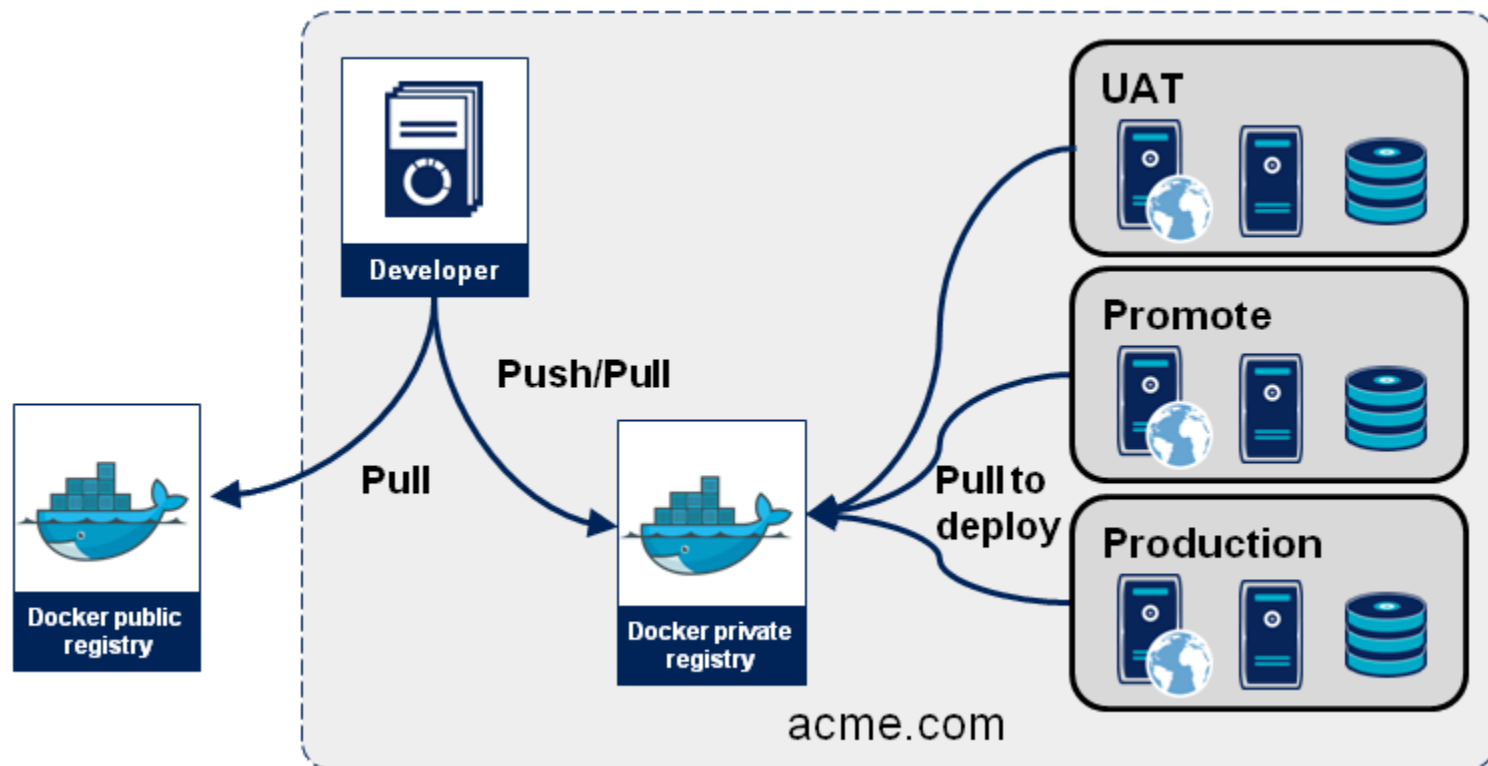 UAT
Developer
Promote
Push/Pull
Pull
Pull to
deploy
Production
Docker public
registry
Docker private
registry
acme.com